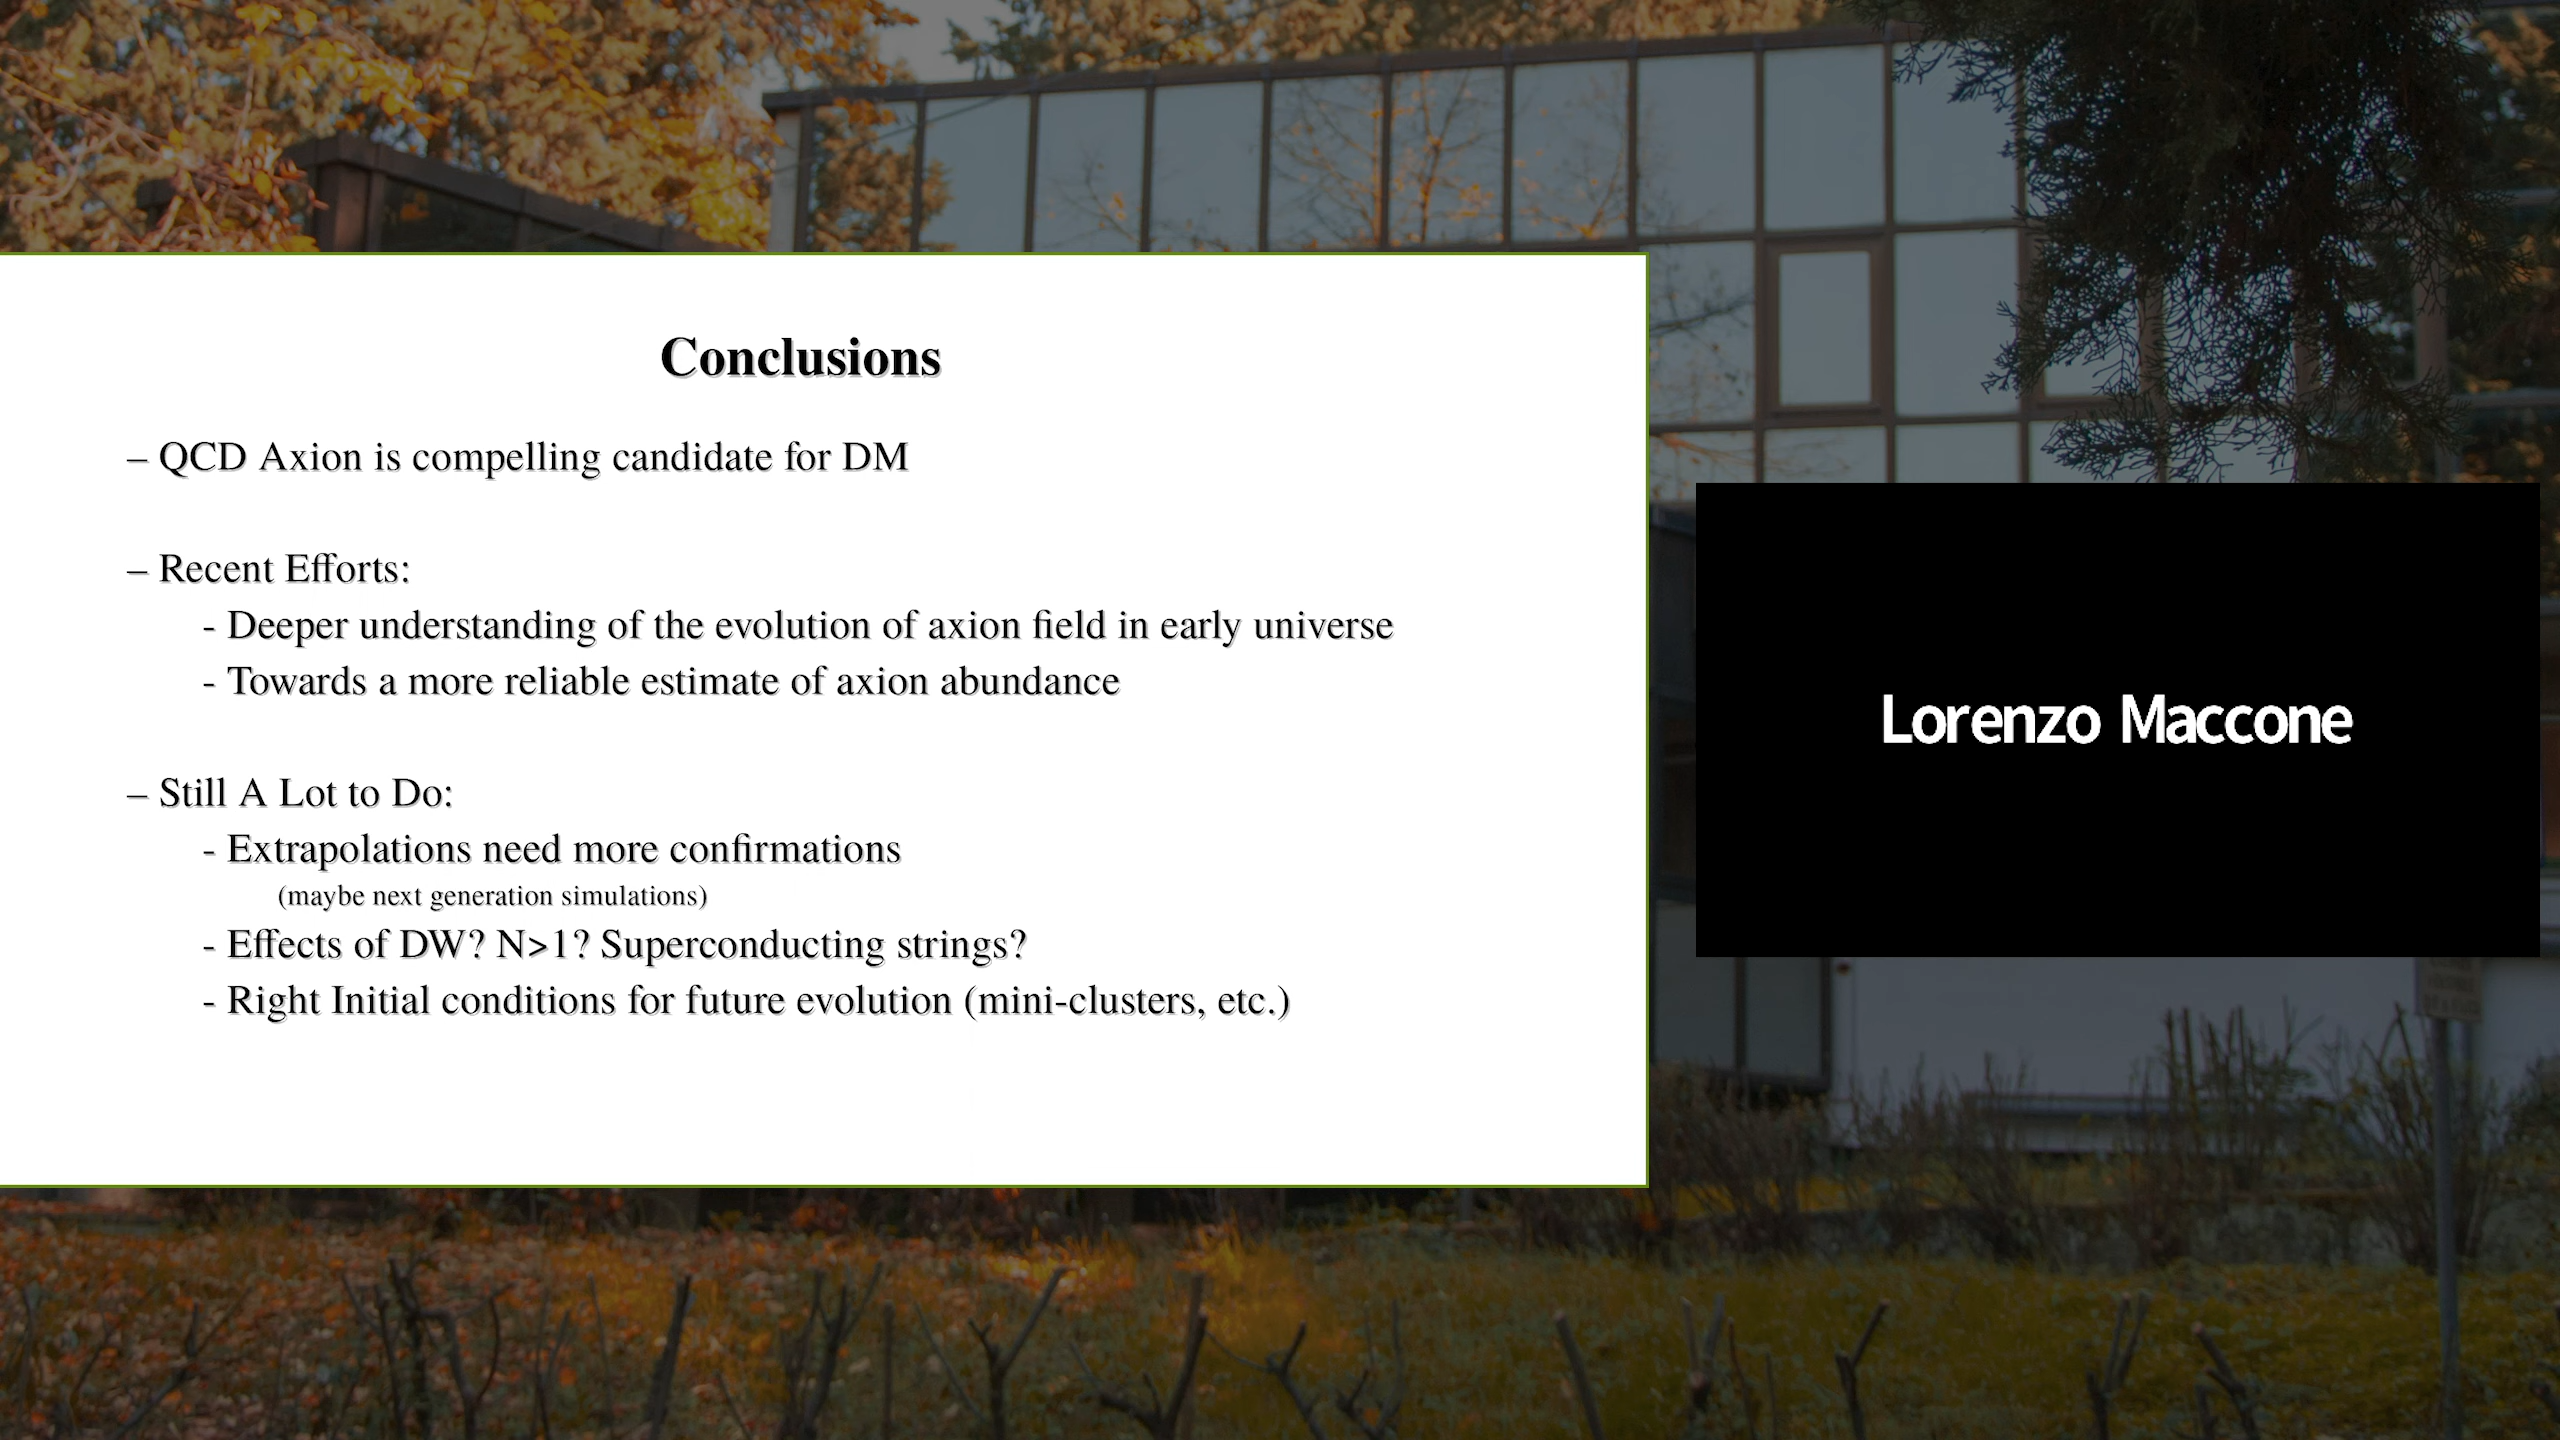 Conclusions
– QCD Axion is compelling candidate for DM
– Recent Efforts:
- Deeper understanding of the evolution of axion field in early universe
- Towards a more reliable estimate of axion abundance
– Still A Lot to Do:
- Extrapolations need more confirmations
(maybe next generation simulations)
- Effects of DW? N>1? Superconducting strings?
- Right Initial conditions for future evolution (mini-clusters, etc.)
Lorenzo Maccone